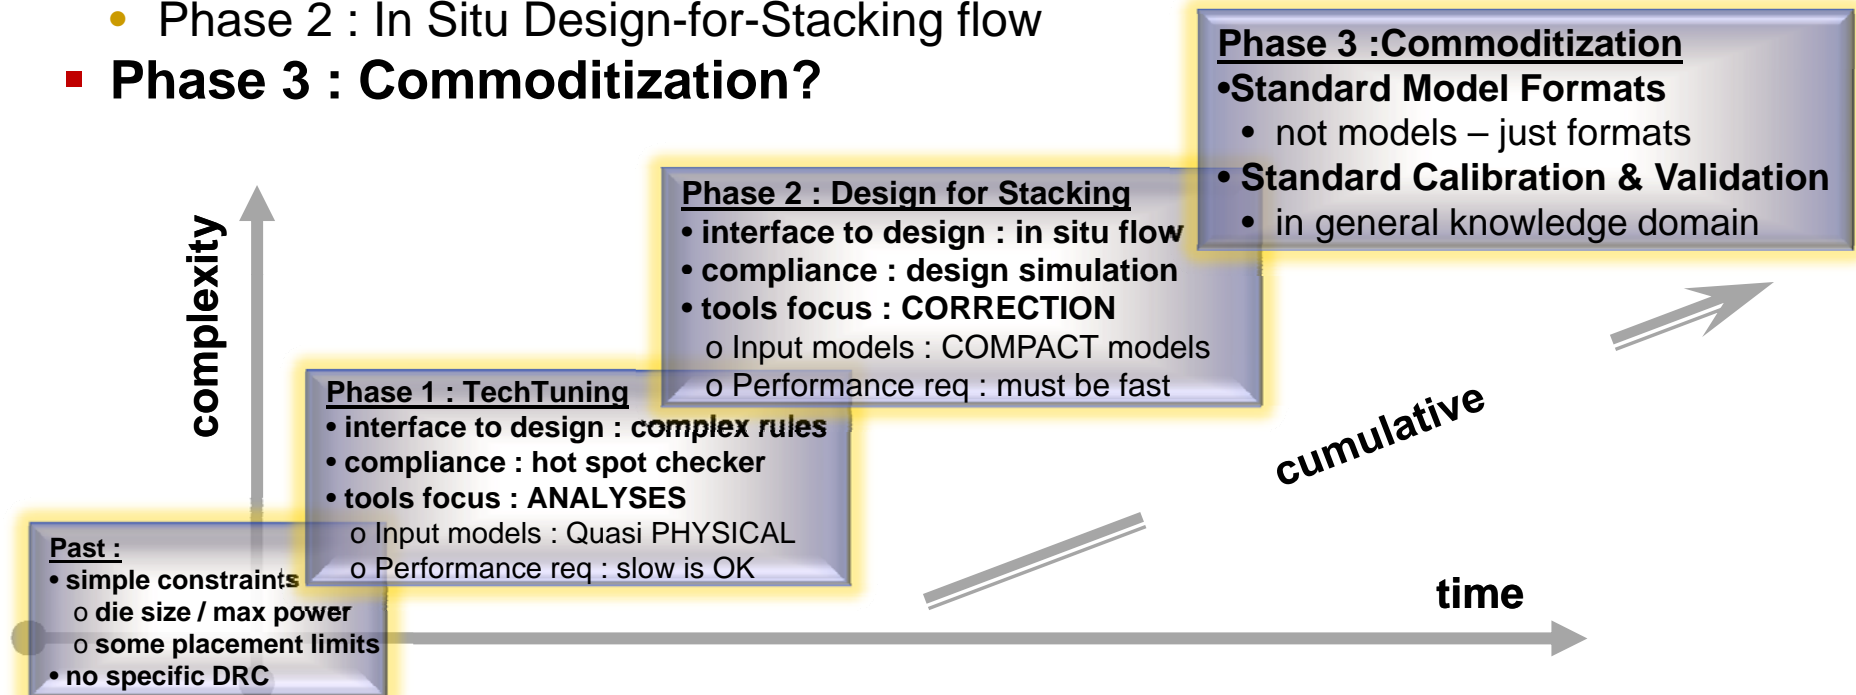 • Phase 2 : In Situ Design-for-Stacking flow
▪ Phase 3 : Commoditization?
Phase 3 :Commoditization
•Standard Model Formats
• not models – just formats
• Standard Calibration & Validation
• in general knowledge domain
complexity
Phase 2 : Design for Stacking
• interface to design : in situ flow
• compliance : design simulation
• tools focus : CORRECTION
o Input models : COMPACT models
o Performance req : must be fast
Phase 1 : TechTuning
• interface to design : complex rules
• compliance : hot spot checker
• tools focus : ANALYSES
o Input models : Quasi PHYSICAL
o Performance req : slow is OK
cumulative
Past :
• simple constraints
o die size / max power
o some placement limits
• no specific DRC
time